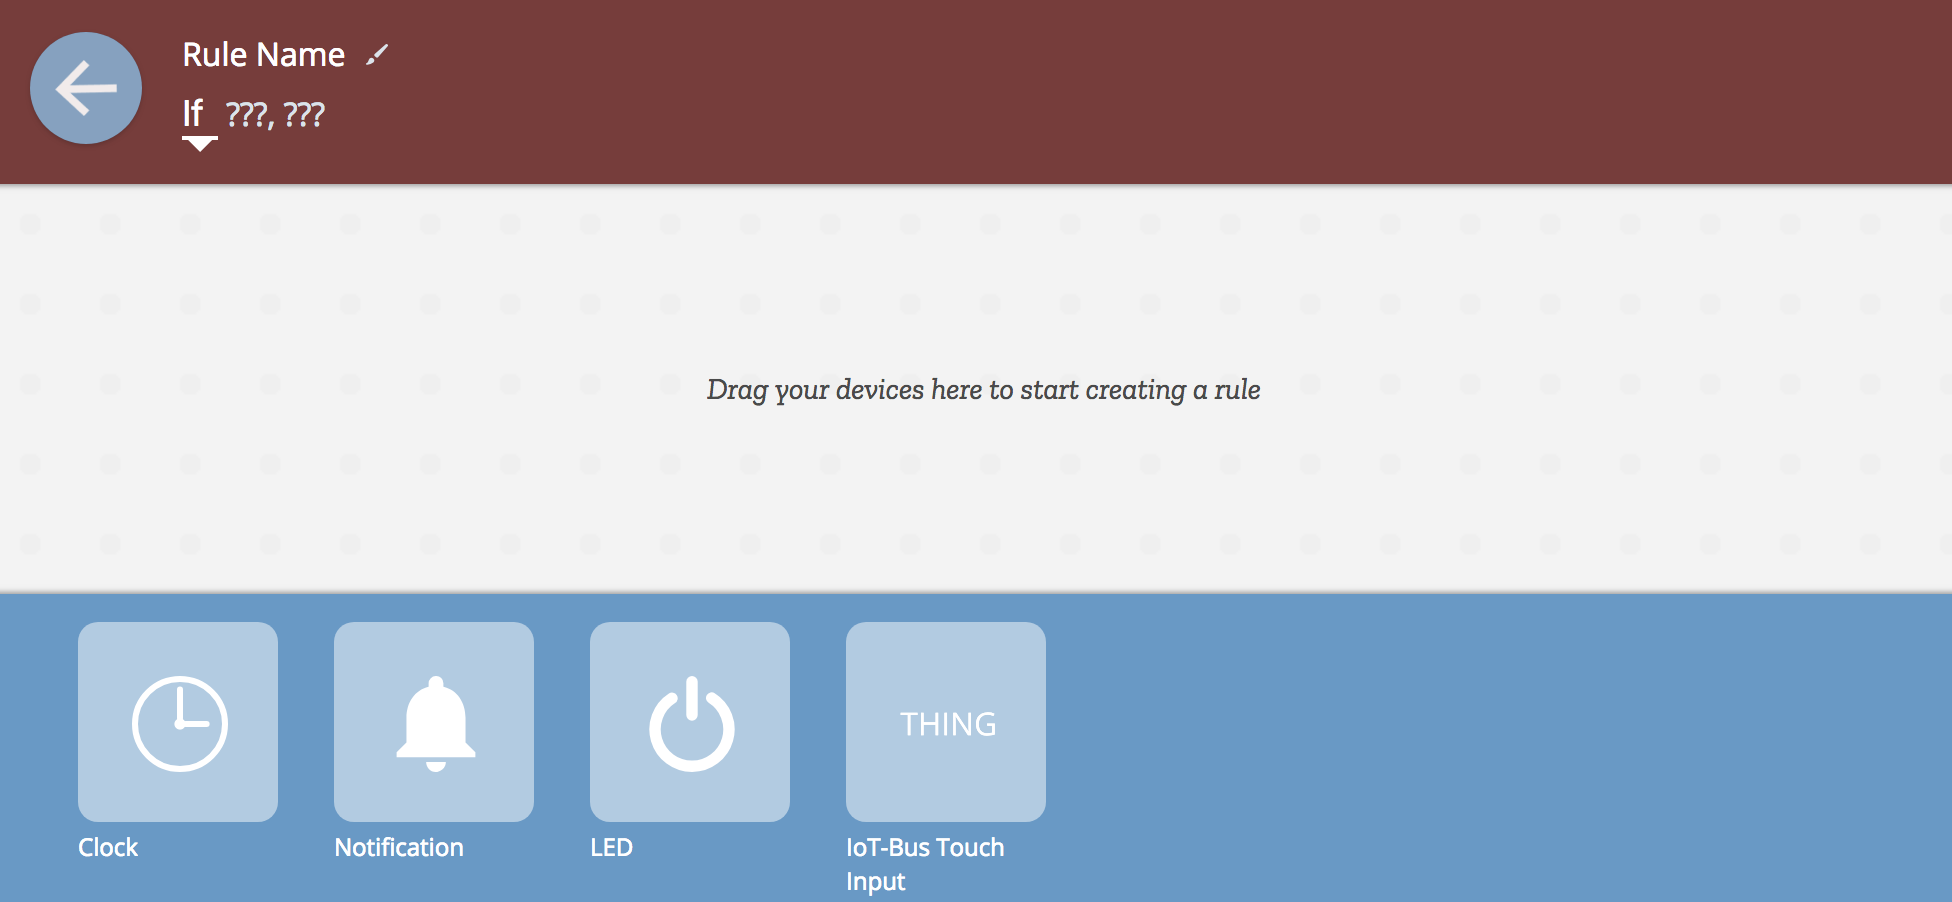 Rule Name
If ???, ???
Drag your devices here to start creating a rule
THING
Clock
Notification
LED
IoT-Bus Touch
Input